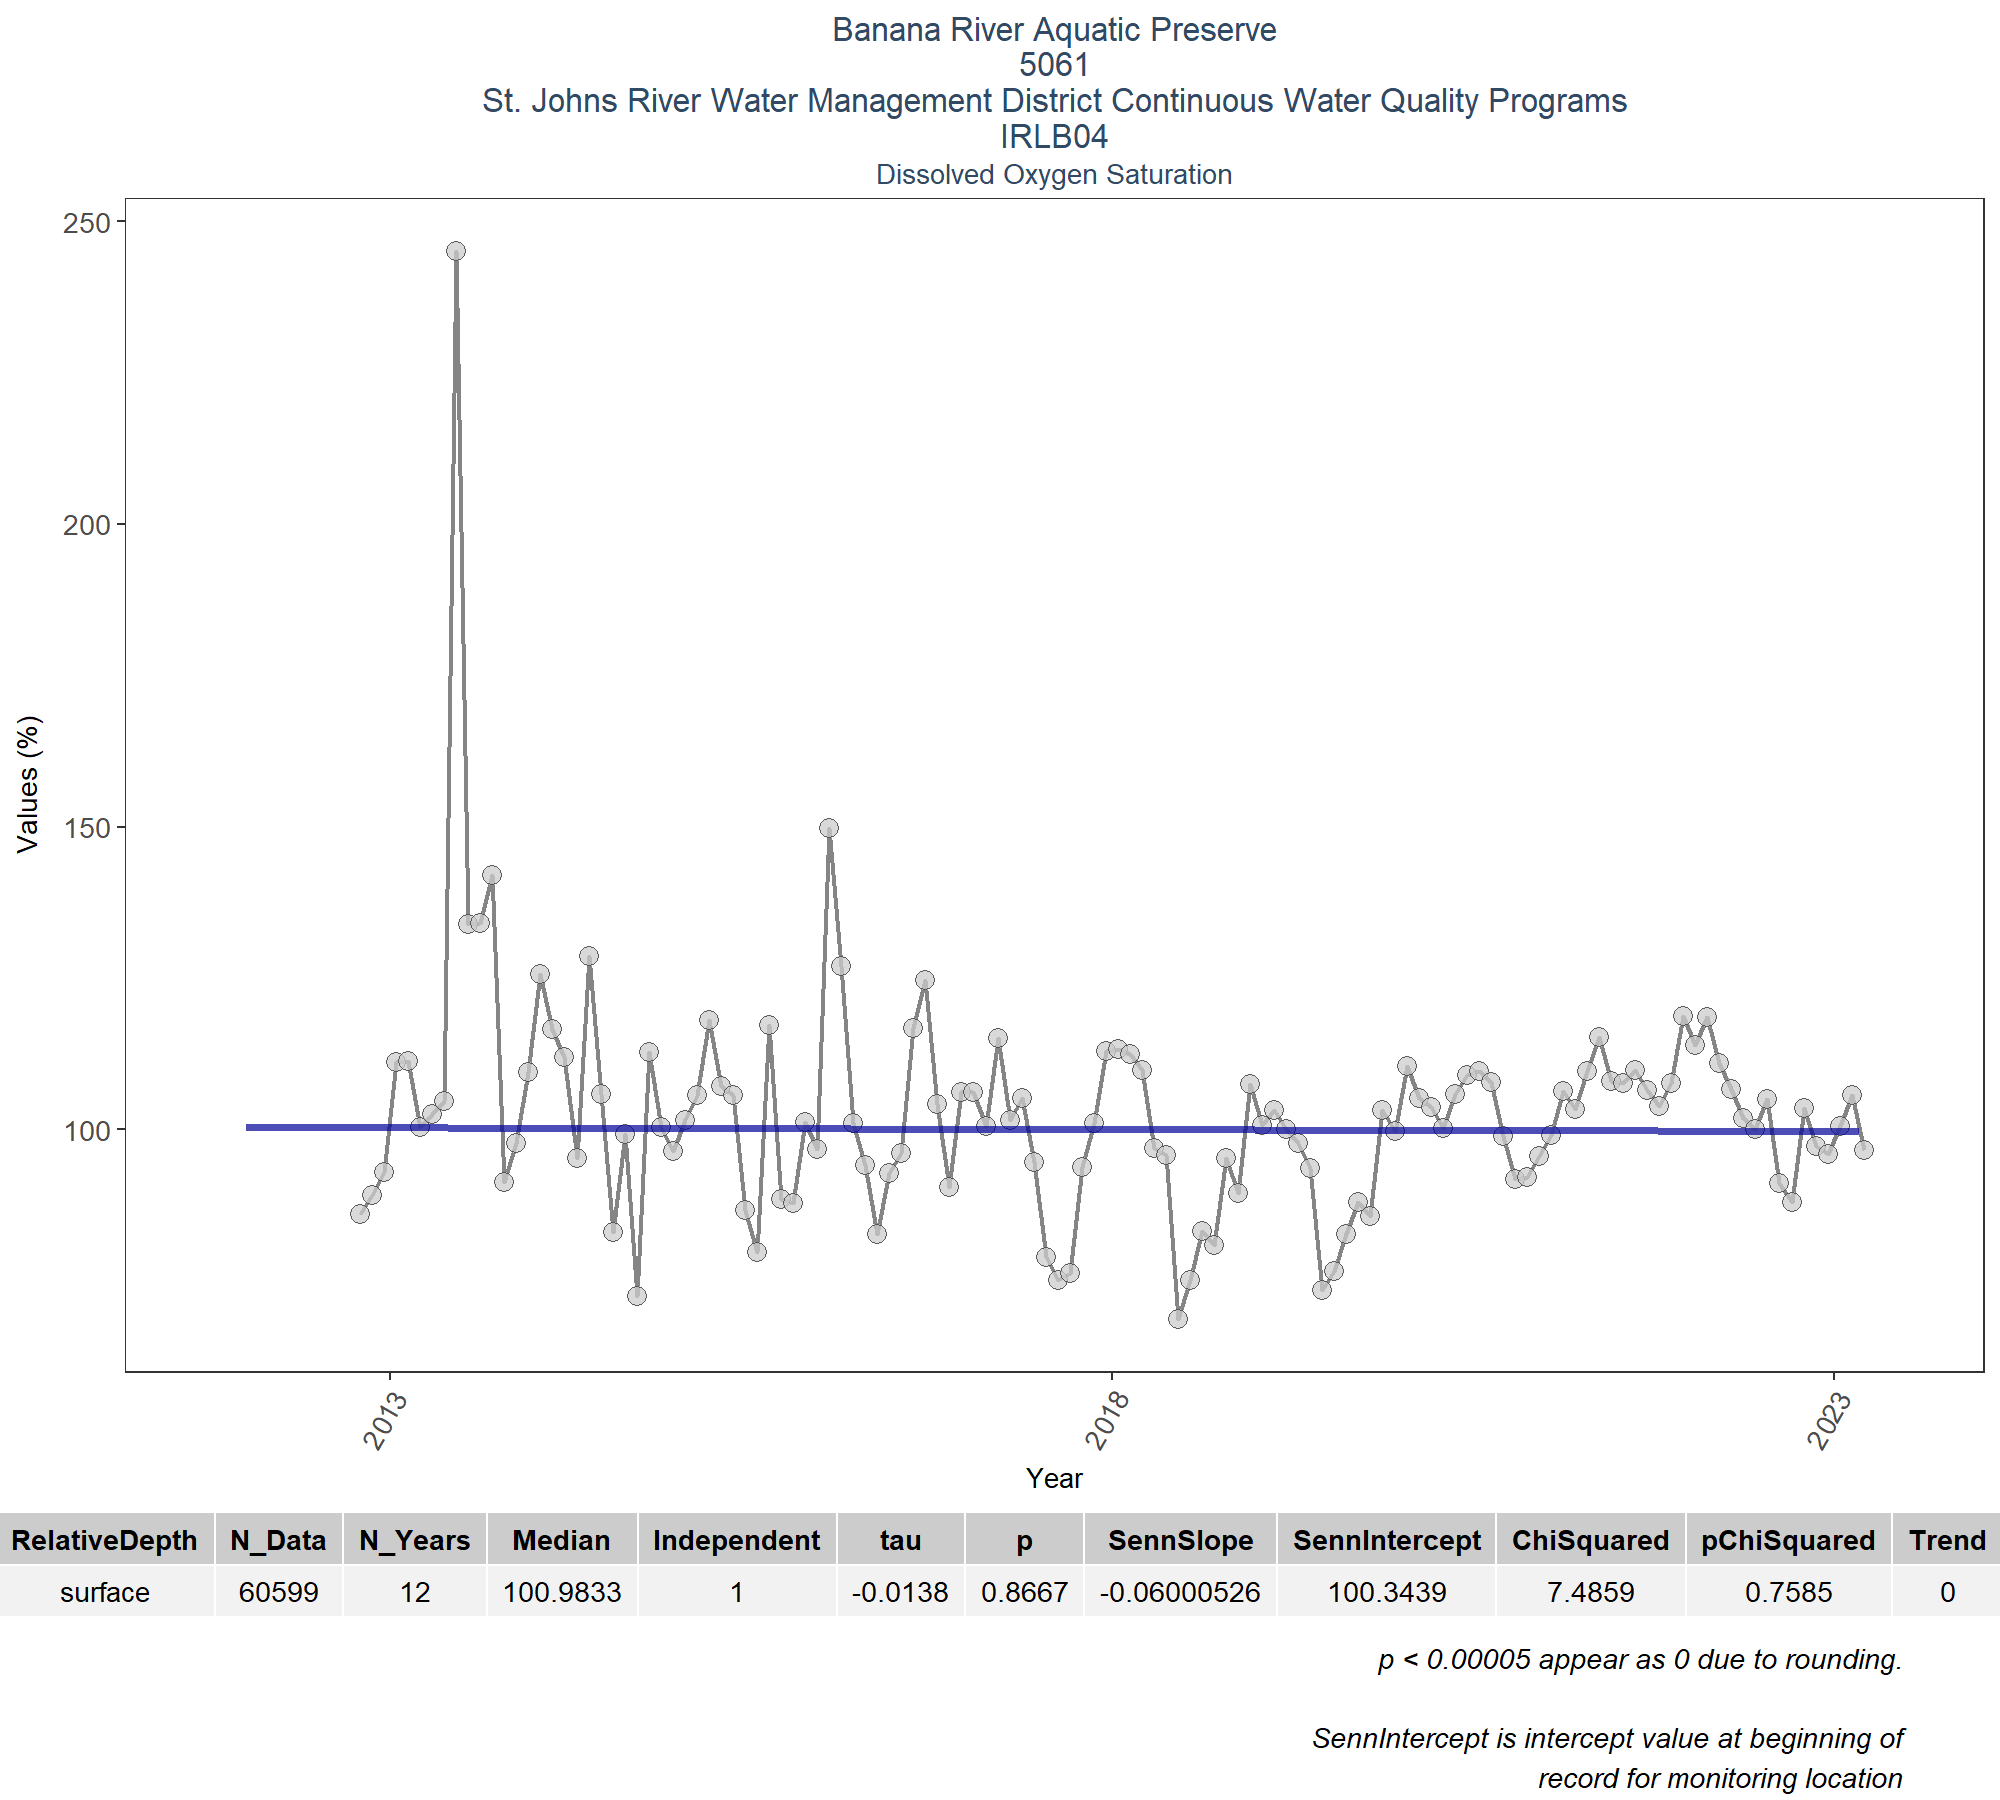 Banana River Aquatic Preserve
5061
St. Johns River Water Management District Continuous Water Quality Programs
IRLB04
Dissolved Oxygen Saturation
250
200
150
100
Values (%)
2013 2018 2023
Year
RelativeDepth N_Data N_Years Median Independent tau p SennSlope SennIntercept ChiSquared pChiSquared Trend
surface 60599 12 100.9833 1 -0.0138 0.8667 -0.06000526 100.3439 7.4859 0.7585 0
p < 0.00005 appear as 0 due to rounding.
SennIntercept is intercept value at beginning of
record for monitoring location